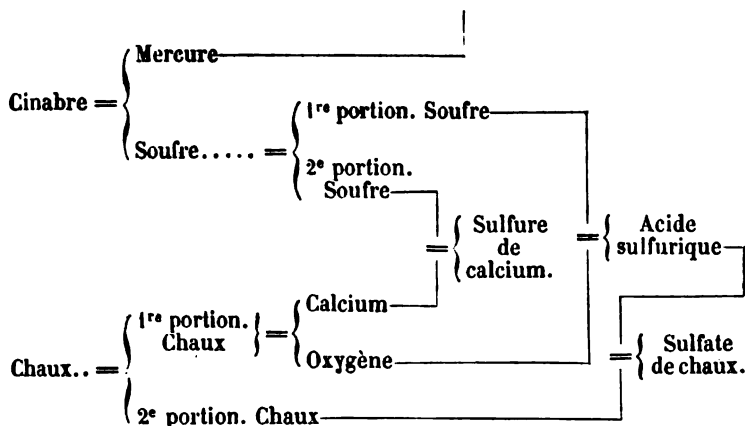 Mercure
Cinabre =
Soufre..... =
1re portion. Soufre
2e portion.
Soufre
= Sulfure
de
calcium.
= Acide
sulfurique
Calcium
1re portion.
Chaux =
Oxygène
Chaux.. =
= Sulfate
de chaux.
2e portion. Chaux